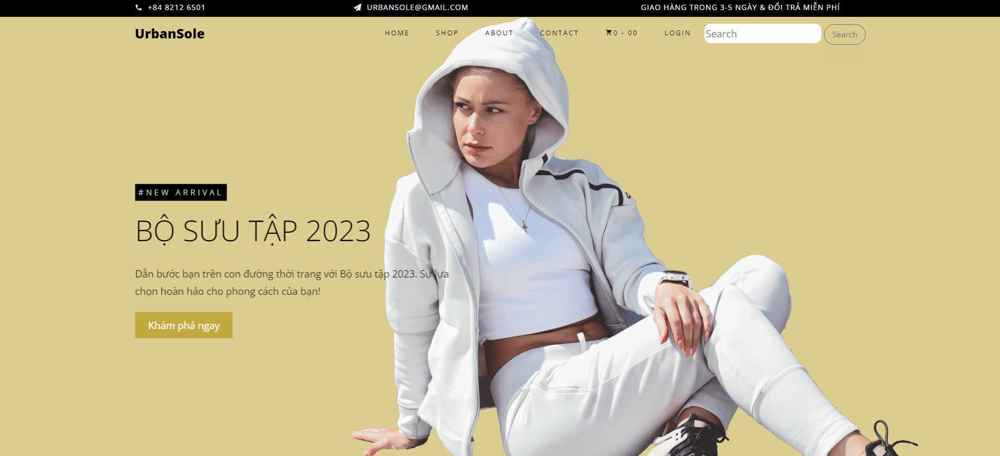 +84 8212 6501
URBANSOLE@GMAIL.COM
GIAO HÀNG TRONG 3-5 NGÀY & ĐỔI TRẢ MIỄN PHÍ
UrbanSole
HOME
SHOP
ABOUT
CONTACT
0 - 00
LOGIN
Search
Search
#NEW ARRIVAL
BỘ SƯU TẬP 2023
Dẫn bước bạn trên con đường thời trang với Bộ sưu tập 2023. Sự lựa
chọn hoàn hảo cho phong cách của bạn!
Khám phá ngay